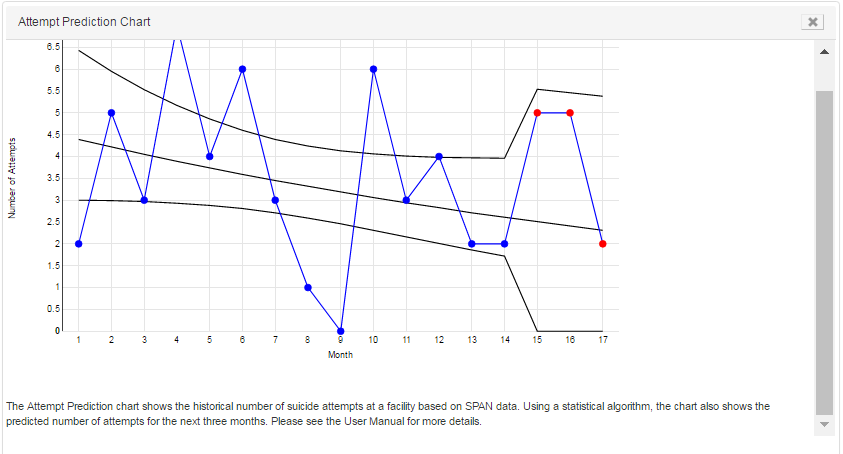 Attempt Prediction Chart
6.5
6
5.5
5
4.5
4
3.5
3
2.5
2
1.5
1
0.5
0
Number of Attempts
1 2 3 4 5 6 7 8 9 10 11 12 13 14 15 16 17
Month
The Attempt Prediction chart shows the historical number of suicide attempts at a facility based on SPAN data. Using a statistical algorithm, the chart also shows the
predicted number of attempts for the next three months. Please see the User Manual for more details.